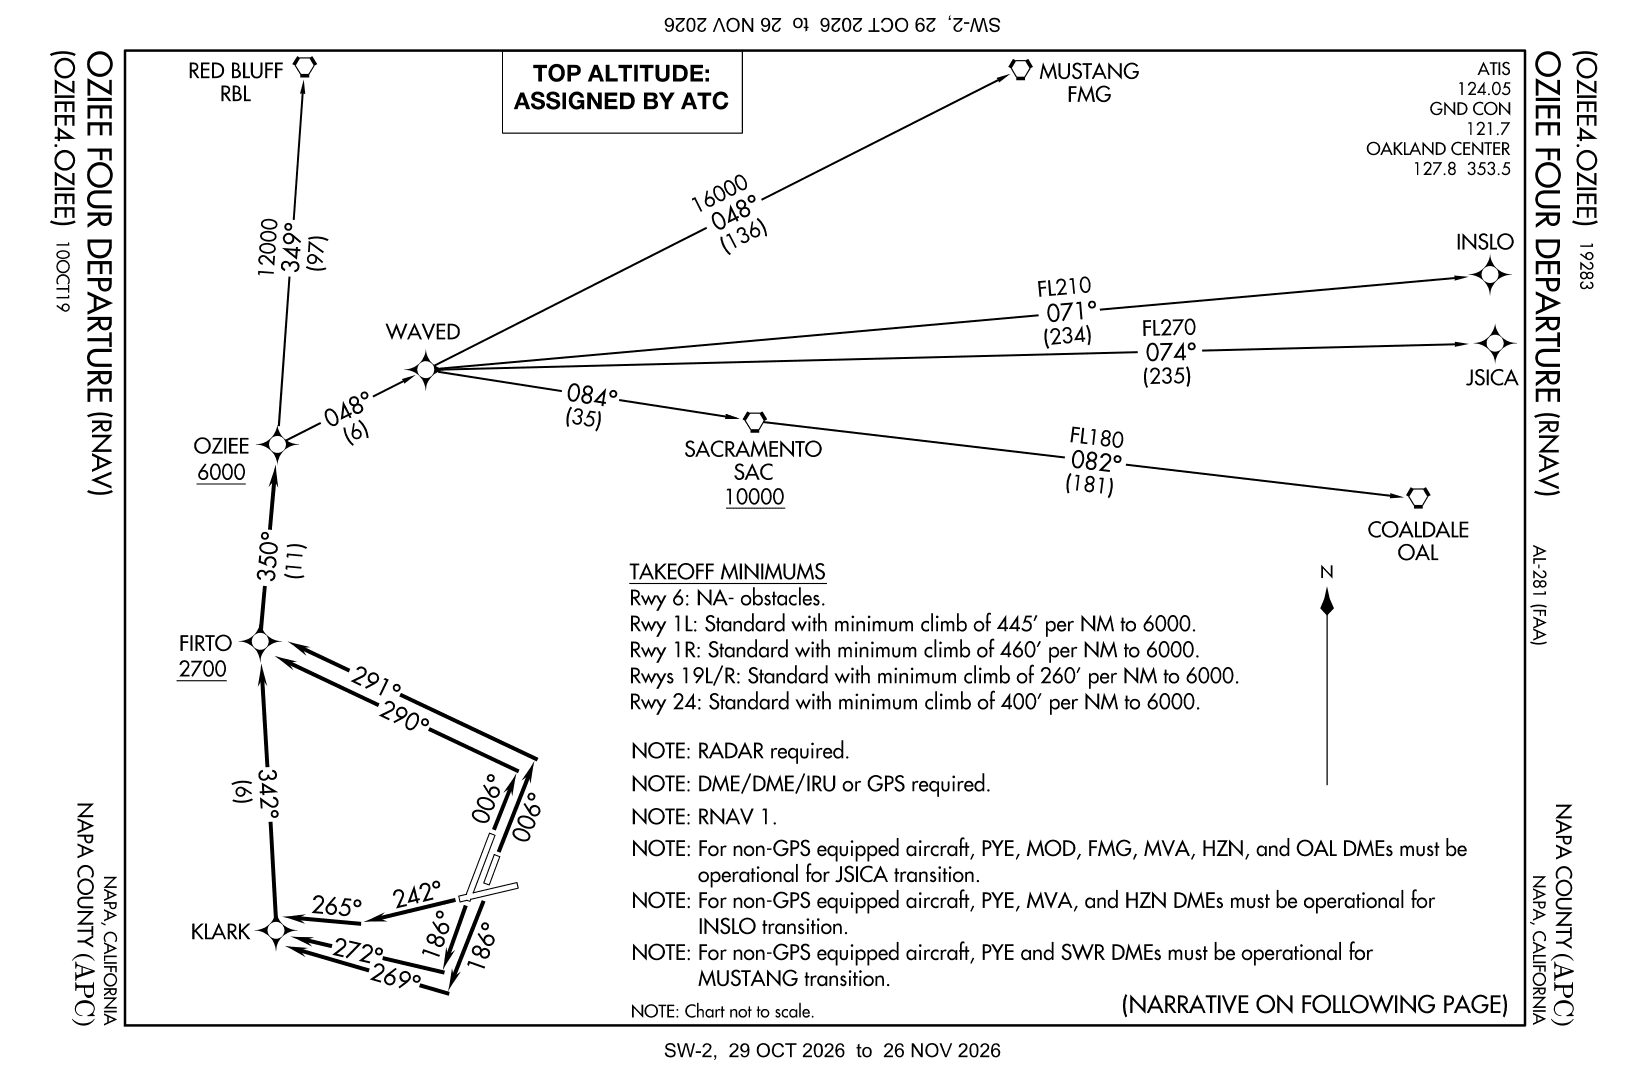 SW-2, 29 OCT 2026 to 26 NOV 2026
(OZIEE4.OZIEE) 10OCT19
OZIEE FOUR DEPARTURE (RNAV)
NAPA, CALIFORNIA
NAPA COUNTY (APC)
(OZIEE4.OZIEE) 19283
OZIEE FOUR DEPARTURE (RNAV)
AL-281 (FAA)
NAPA COUNTY (APC)
NAPA, CALIFORNIA
TOP ALTITUDE:
ASSIGNED BY ATC
ATIS
124.05
GND CON
121.7
OAKLAND CENTER
127.8 353.5
RED BLUFF
RBL
MUSTANG
FMG
12000
349°
(97)
16000
048°
(136)
INSLO
FL210
071°
(234)
FL270
074°
(235)
JSICA
WAVED
048°
(6)
084°
(35)
OZIEE
6000
SACRAMENTO
SAC
10000
FL180
082°
(181)
COALDALE
OAL
350°
(11)
FIRTO
2700
291°
290°
342°
(9)
006°
006°
242°
265°
KLARK
272°
269°
186°
186°
N
TAKEOFF MINIMUMS
Rwy 6: NA- obstacles.
Rwy 1L: Standard with minimum climb of 445' per NM to 6000.
Rwy 1R: Standard with minimum climb of 460' per NM to 6000.
Rwys 19L/R: Standard with minimum climb of 260' per NM to 6000.
Rwy 24: Standard with minimum climb of 400' per NM to 6000.
NOTE: RADAR required.
NOTE: DME/DME/IRU or GPS required.
NOTE: RNAV 1.
NOTE: For non-GPS equipped aircraft, PYE, MOD, FMG, MVA, HZN, and OAL DMEs must be
operational for JSICA transition.
NOTE: For non-GPS equipped aircraft, PYE, MVA, and HZN DMEs must be operational for
INSLO transition.
NOTE: For non-GPS equipped aircraft, PYE and SWR DMEs must be operational for
MUSTANG transition.
NOTE: Chart not to scale.
(NARRATIVE ON FOLLOWING PAGE)
SW-2, 29 OCT 2026 to 26 NOV 2026